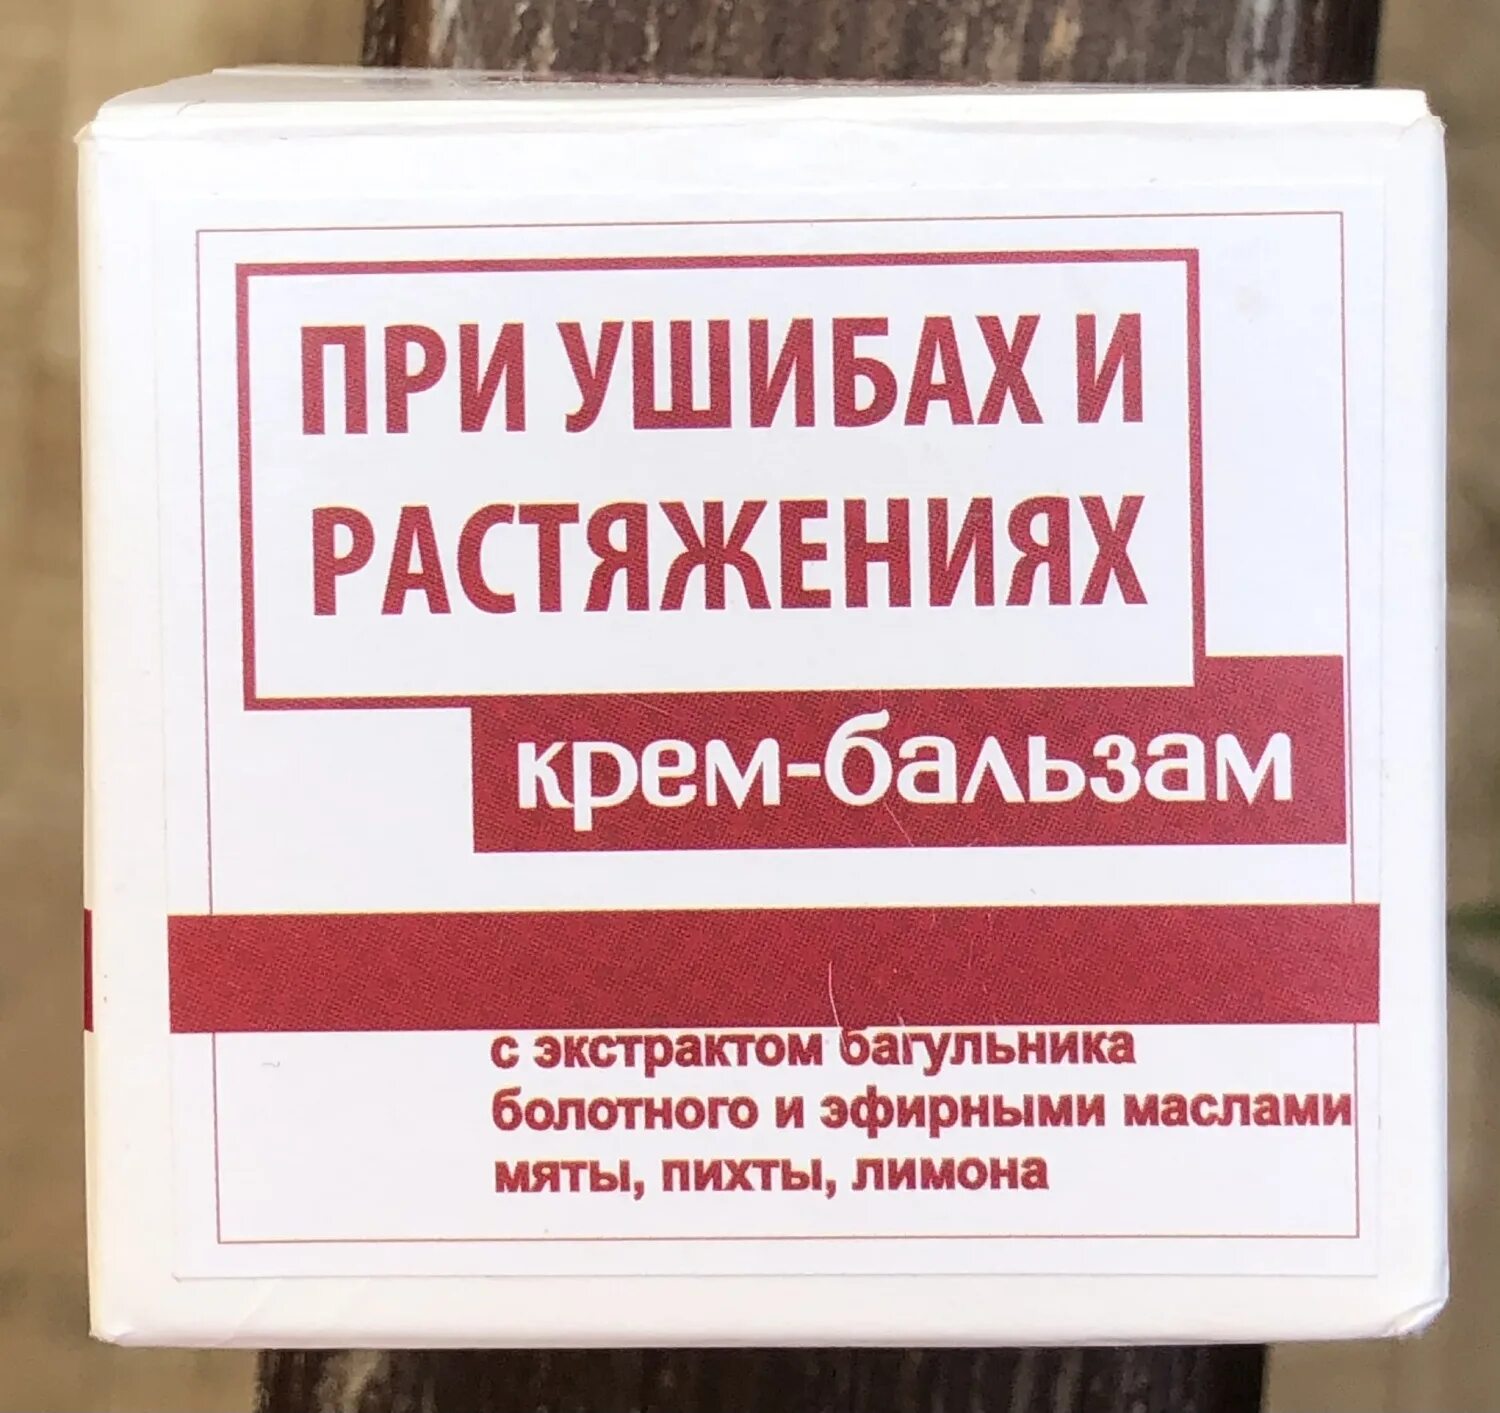 ПРИ УШИБАХ И
РАСТЯЖЕНИЯХ
крем-бальзам
с экстрактом багульника
болотного и эфирными маслами
мяты, пихты, лимона